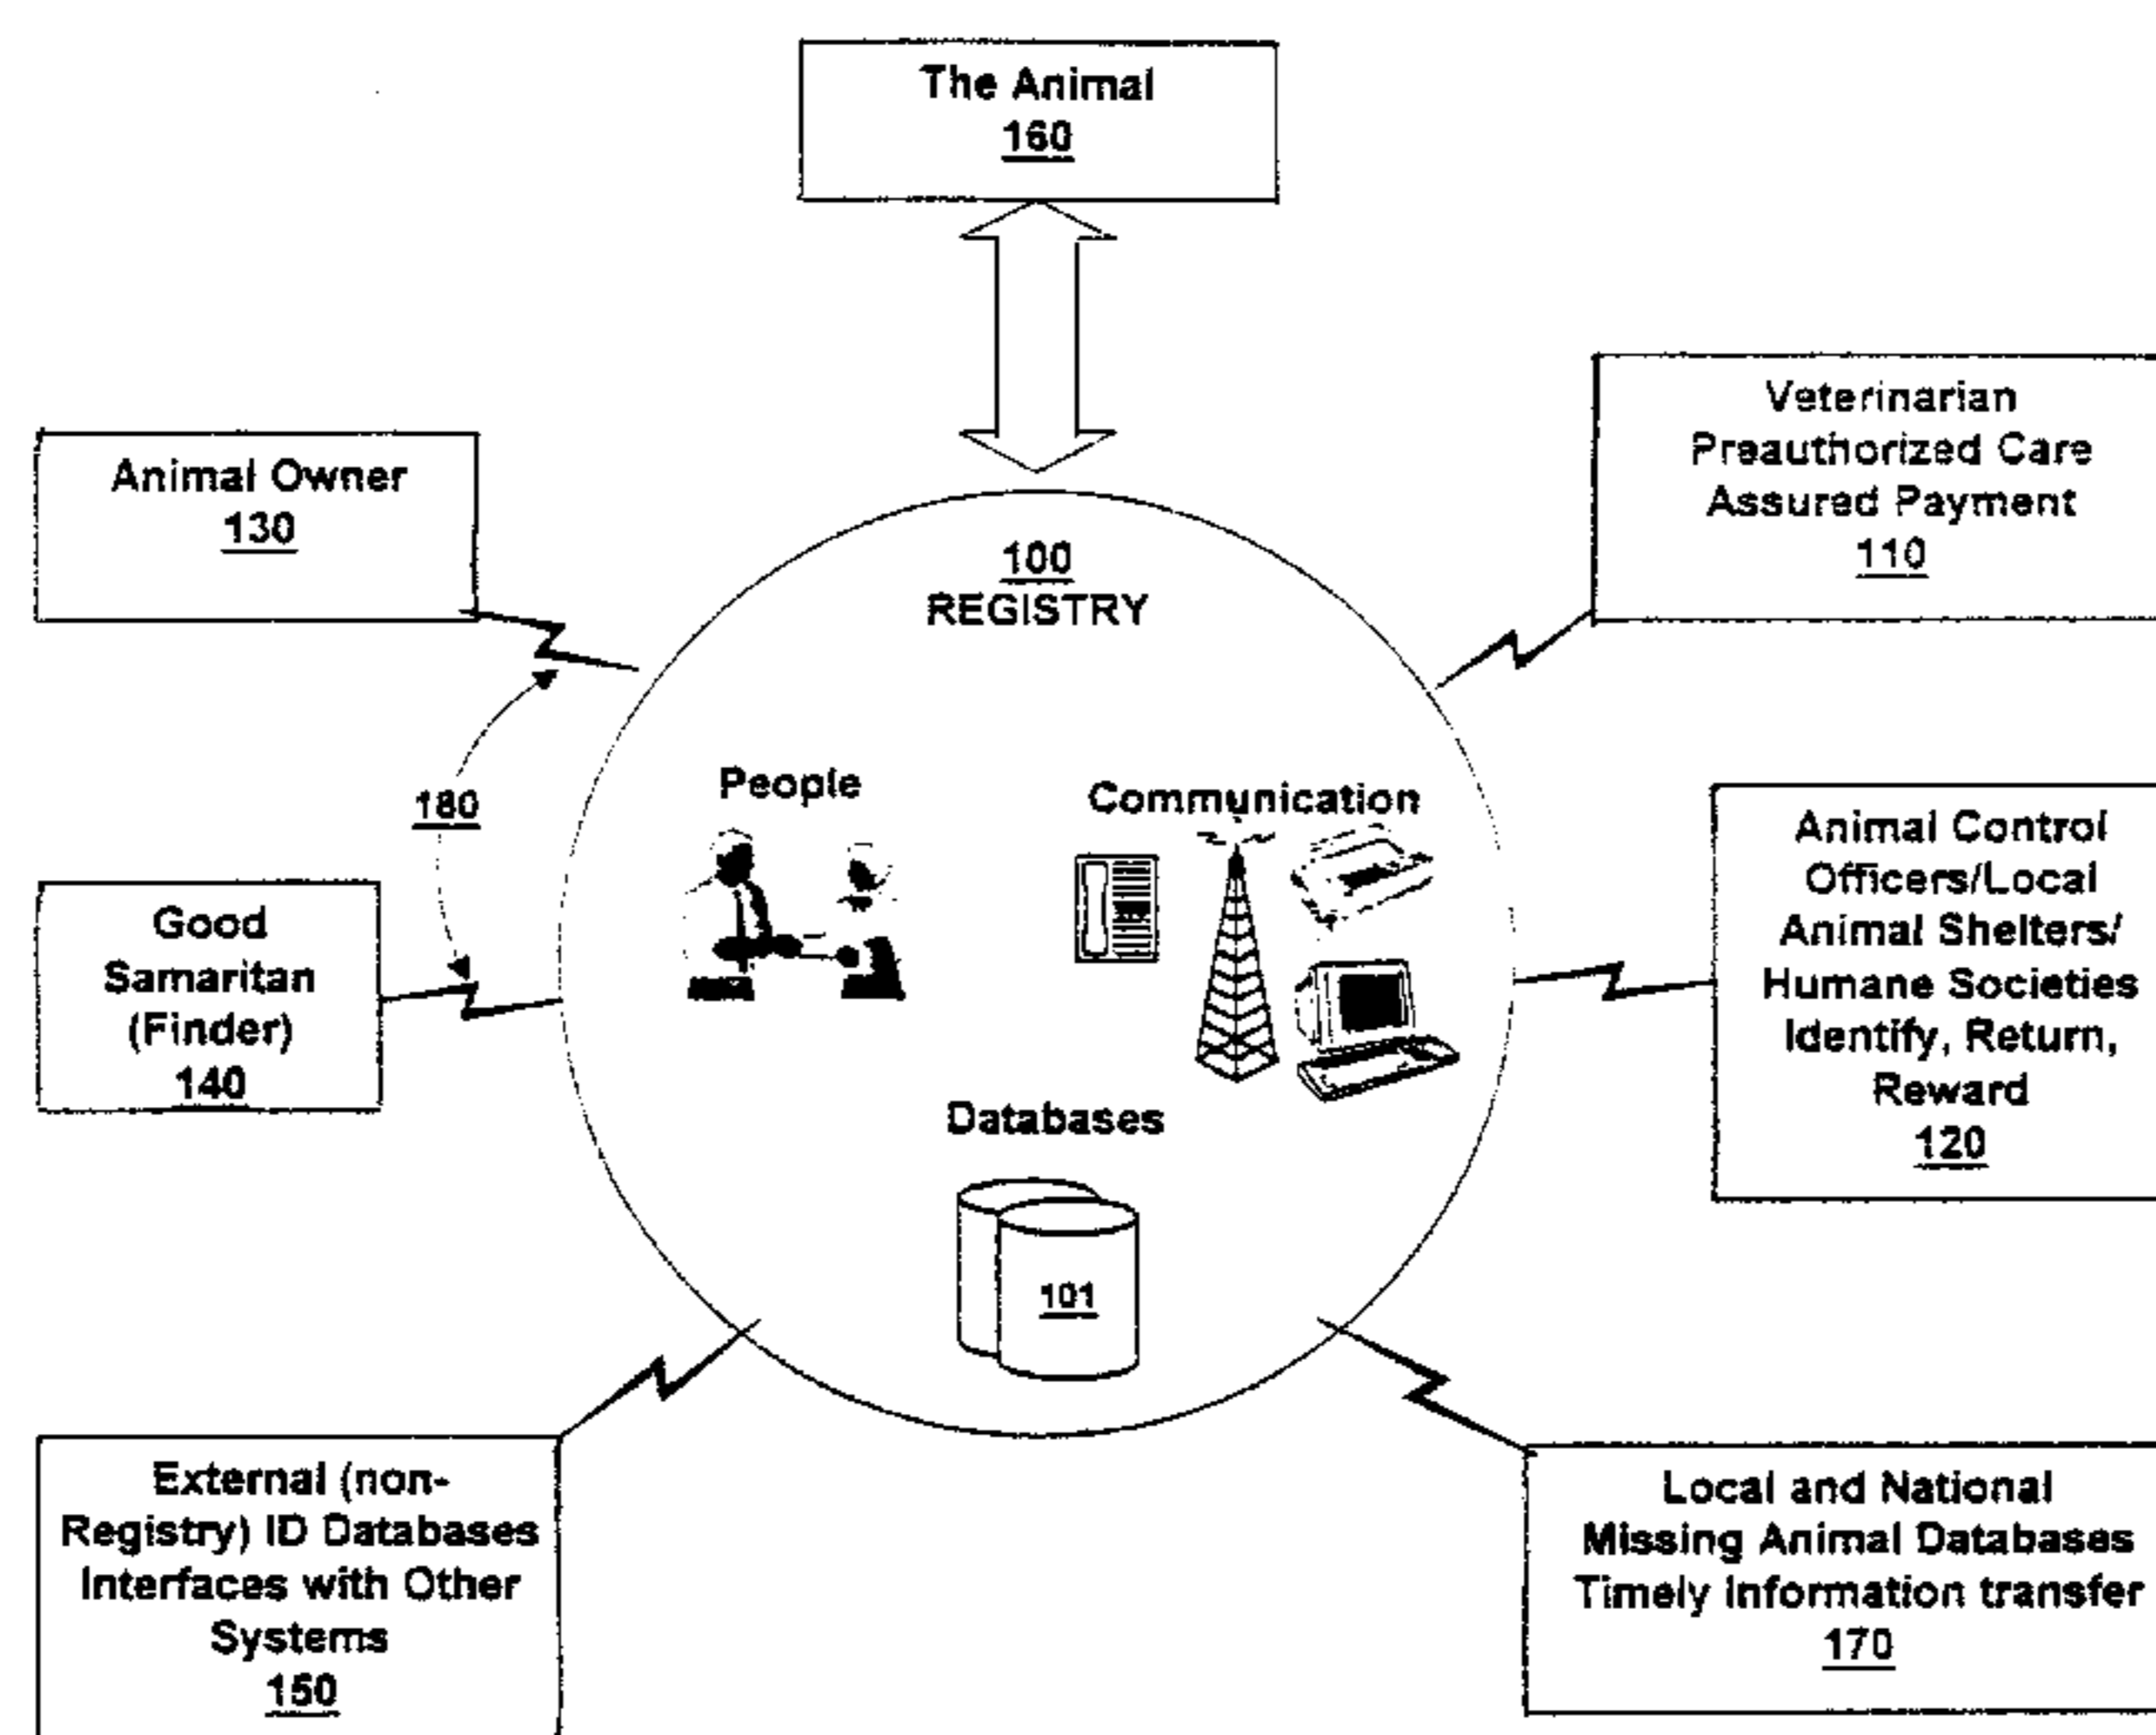 The Animal
160
Animal Owner
130
Veterinarian
Preauthorized Care
Assured Payment
110
100
REGISTRY
People
Communication
180
Good
Samaritan
(Finder)
140
Animal Control
Officers/Local
Animal Shelters/
Humane Societies
Identify, Return,
Reward
120
Databases
101
External (non-
Registry) ID Databases
Interfaces with Other
Systems
150
Local and National
Missing Animal Databases
Timely Information transfer
170